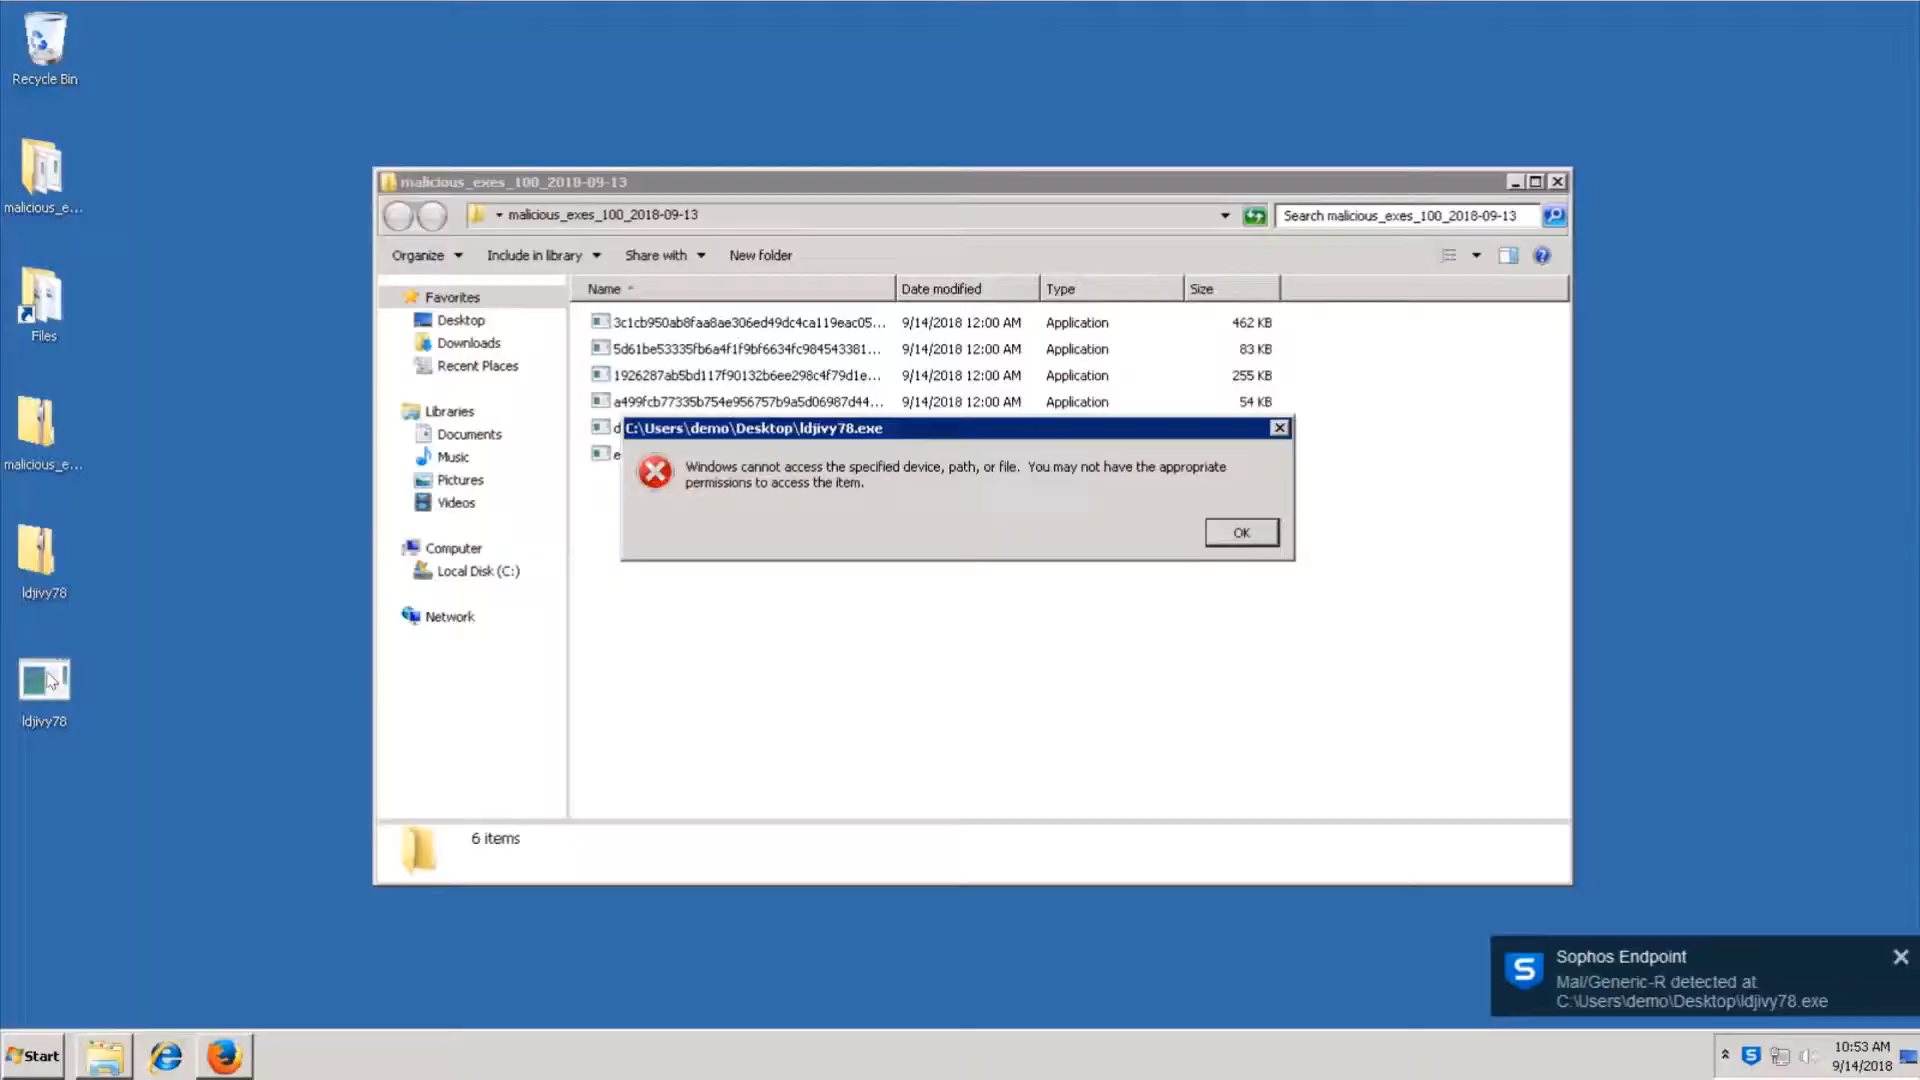 Recycle Bin
malicious_e...
Files
malicious_e...
ldjivy78
ldjivy78
malicious_exes_100_2018-09-13
malicious_exes_100_2018-09-13
Search malicious_exes_100_2018-09-13
Organize Include in library Share with New folder
Name Date modified Type Size
Favorites
Desktop
Downloads
Recent Places
Libraries
Documents
Music
Pictures
Videos
Computer
Local Disk (C:)
Network
3c1cb950ab8faa8ae306ed49dc4ca119eac05... 9/14/2018 12:00 AM Application 462 KB
5d61be53335fb6a4f1f9bf6634fc984543381... 9/14/2018 12:00 AM Application 83 KB
1926287ab5bd117f90132b6ee298c4f79d1e... 9/14/2018 12:00 AM Application 255 KB
a499fcb77335b754e956757b9a5d06987d44... 9/14/2018 12:00 AM Application 54 KB
d
e
C:\Users\demo\Desktop\ldjivy78.exe
Windows cannot access the specified device, path, or file. You may not have the appropriate
permissions to access the item.
OK
6 items
Sophos Endpoint
Mal/Generic-R detected at
C:\Users\demo\Desktop\ldjivy78.exe
Start
10:53 AM
9/14/2018